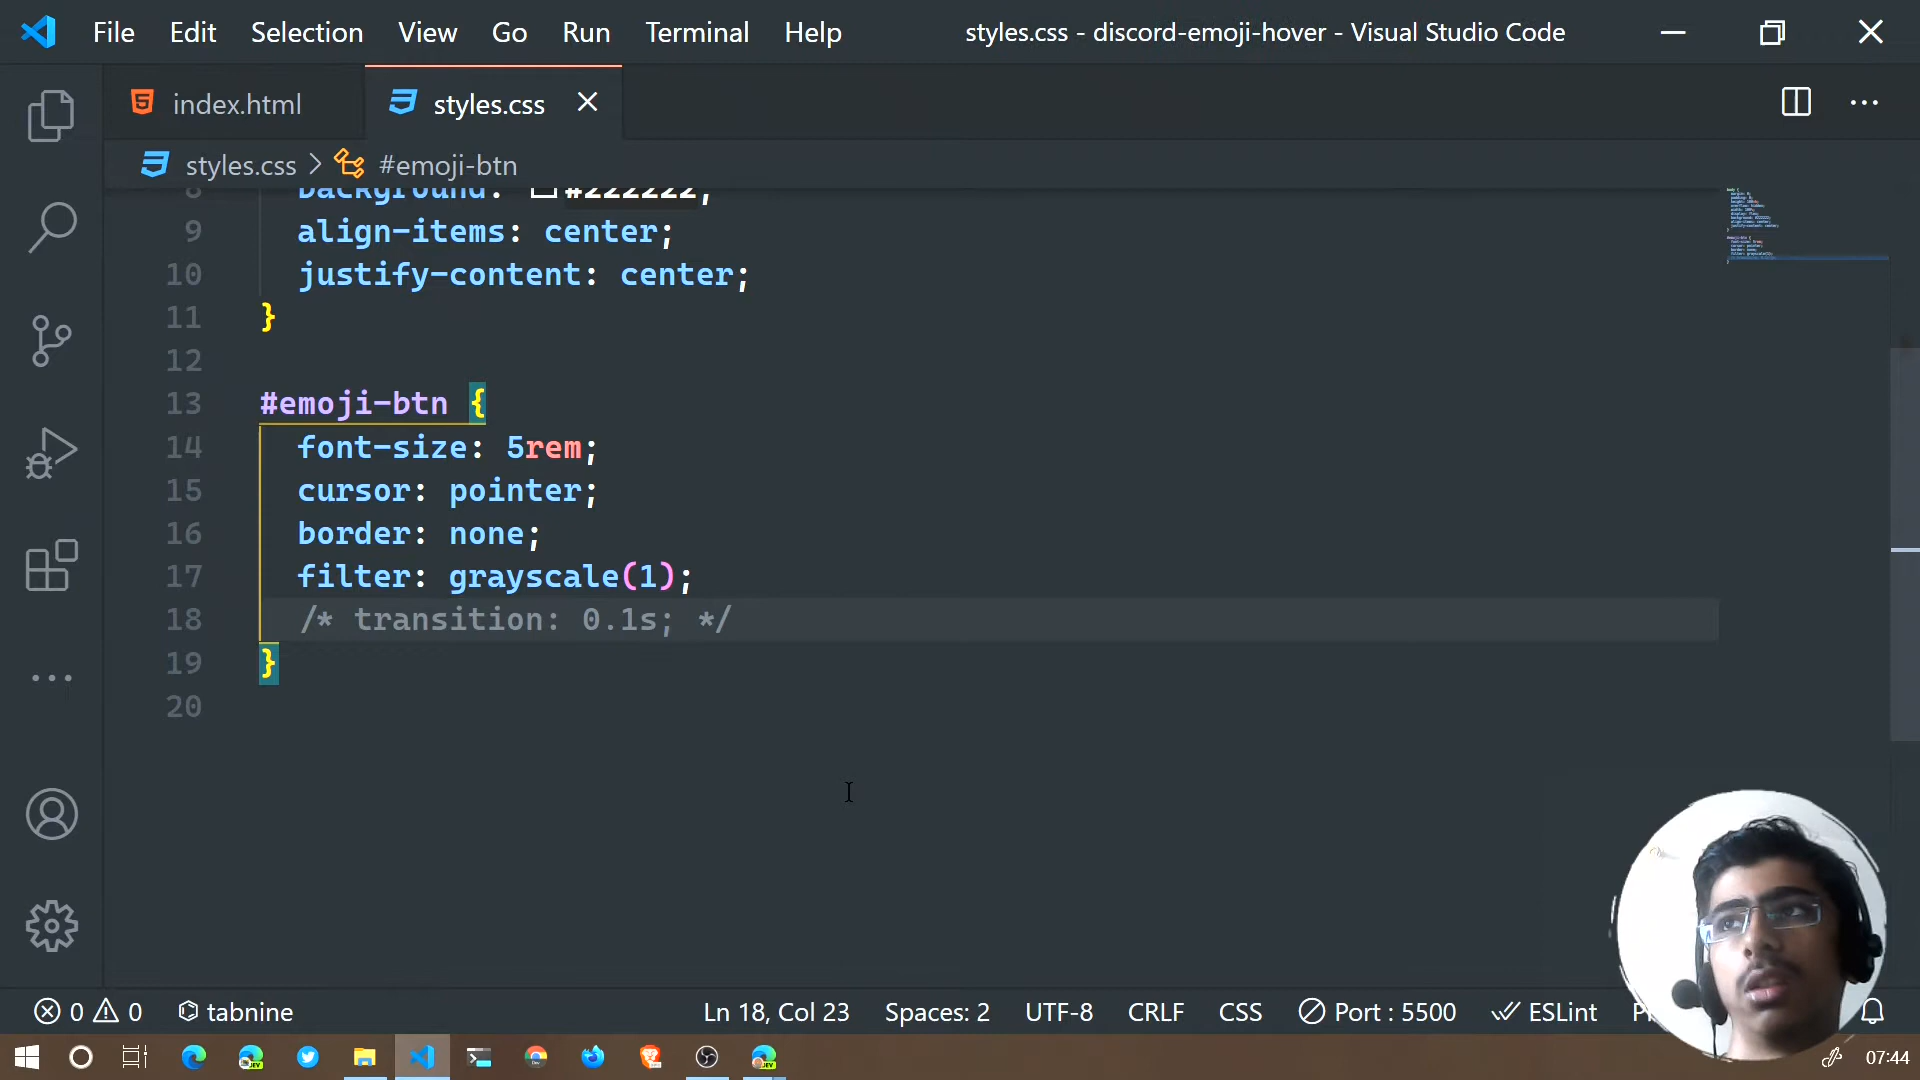 File Edit Selection View Go Run Terminal Help styles.css - discord-emoji-hover - Visual Studio Code
index.html styles.css
styles.css > #emoji-btn
8 background: #222222;
9 align-items: center;
10 justify-content: center;
11 }
12
13 #emoji-btn {
14 font-size: 5rem;
15 cursor: pointer;
16 border: none;
17 filter: grayscale(1);
18 /* transition: 0.1s; */
19 }
20
0 0 tabnine Ln 18, Col 23 Spaces: 2 UTF-8 CRLF CSS Port : 5500 ESLint
07:44